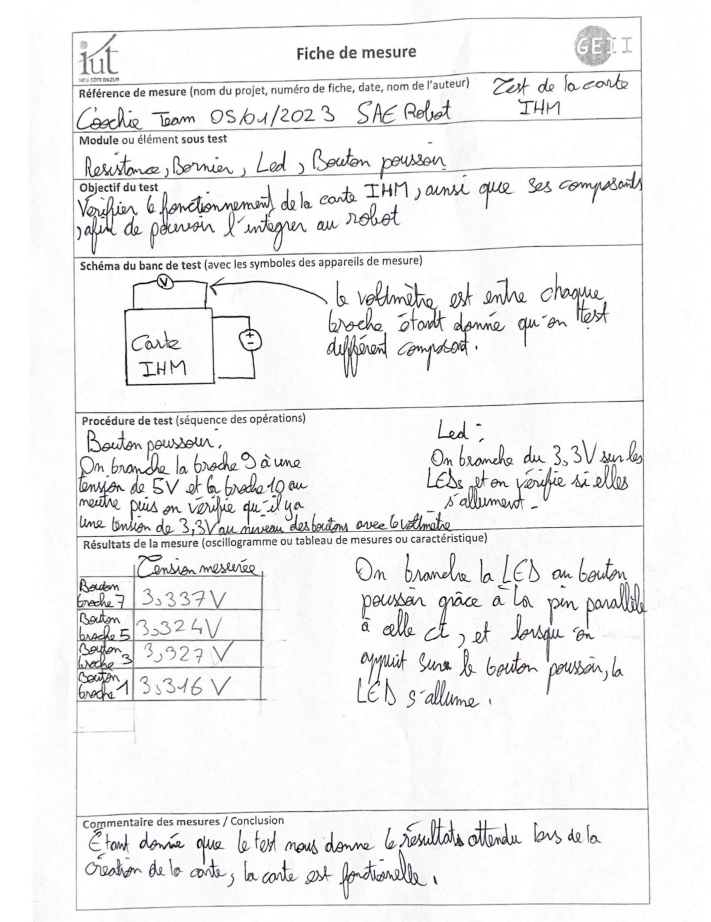 iut
NICE CÔTE D'AZUR
Fiche de mesure
GEII
Référence de mesure (nom du projet, numéro de fiche, date, nom de l'auteur)
Test de la carte
IHM
Team 05/01/2023 SAE Robot
Module ou élément sous test
Resistance, Bornier, Led, Bouton pousson
Objectif du test
Vérifier le fonctionnement de la carte IHM, ainsi que ses composants
, afin de pouvoir l'integrer au robot
Schéma du banc de test (avec les symboles des appareils de mesure)
V
Carte
IHM
le voltmètre est entre chaque
broche étant donnée qu'on test
différent composant.
Procédure de test (séquence des opérations)
Bouton poussour :
On branche la broche 9 à une
tension de 5V et la broche 10 au
neutre puis on vérifie qu'il y a
une tension de 3,3V au niveau des boutons avec le voltmètre
Led :
On branche du 3,3V sur les
LEDs et on vérifie si elles
s'allument.
Résultats de la mesure (oscillogramme ou tableau de mesures ou caractéristique)
Tension mesurée
Bouton broche 7 3,337V
Bouton broche 5 3,324V
Bouton broche 3 3,327V
Bouton broche 1 3,316V
On branche la LED au bouton
poussoir grâce à la pin parallèle
à celle ci, et lorsqu'on
appuit sur le bouton poussoir, la
LED s'allume.
Commentaire des mesures / Conclusion
Étant donnée que le test nous donne le résultats attendu lors de la
création de la carte, la carte est fonctionelle.